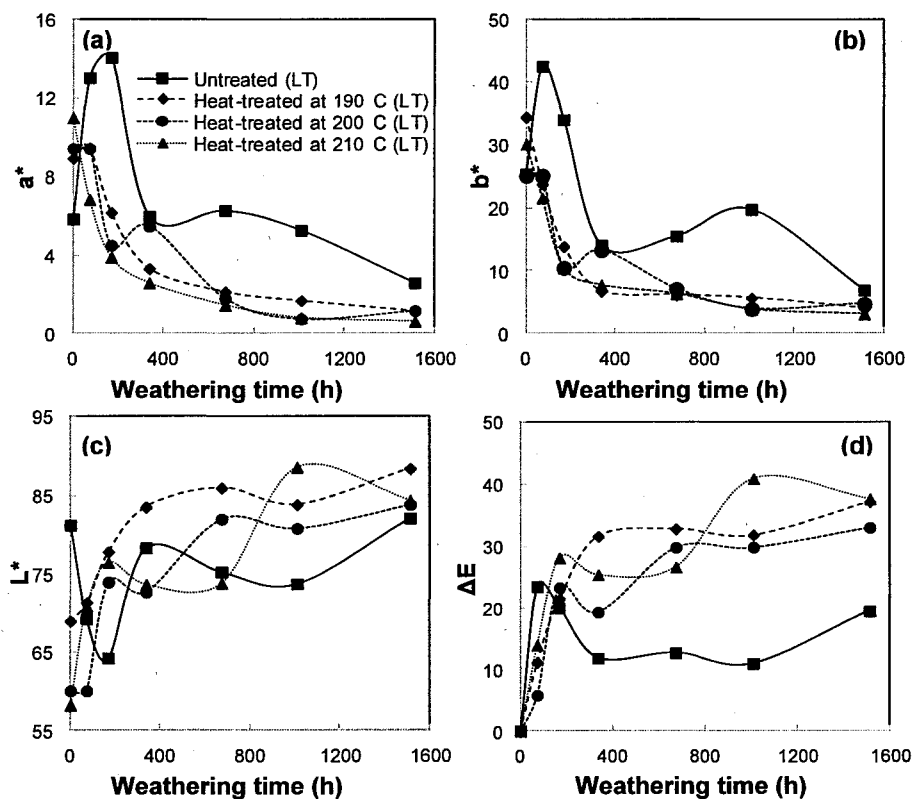 (a)
16
12
8
4
0
a*
Untreated (LT)
Heat-treated at 190 C (LT)
Heat-treated at 200 C (LT)
Heat-treated at 210 C (LT)
0 400 800 1200 1600
Weathering time (h)
(b)
50
40
30
20
10
0
b*
0 400 800 1200 1600
Weathering time (h)
(c)
95
85
75
65
55
L*
0 400 800 1200 1600
Weathering time (h)
(d)
50
40
30
20
10
0
ΔE
0 400 800 1200 1600
Weathering time (h)